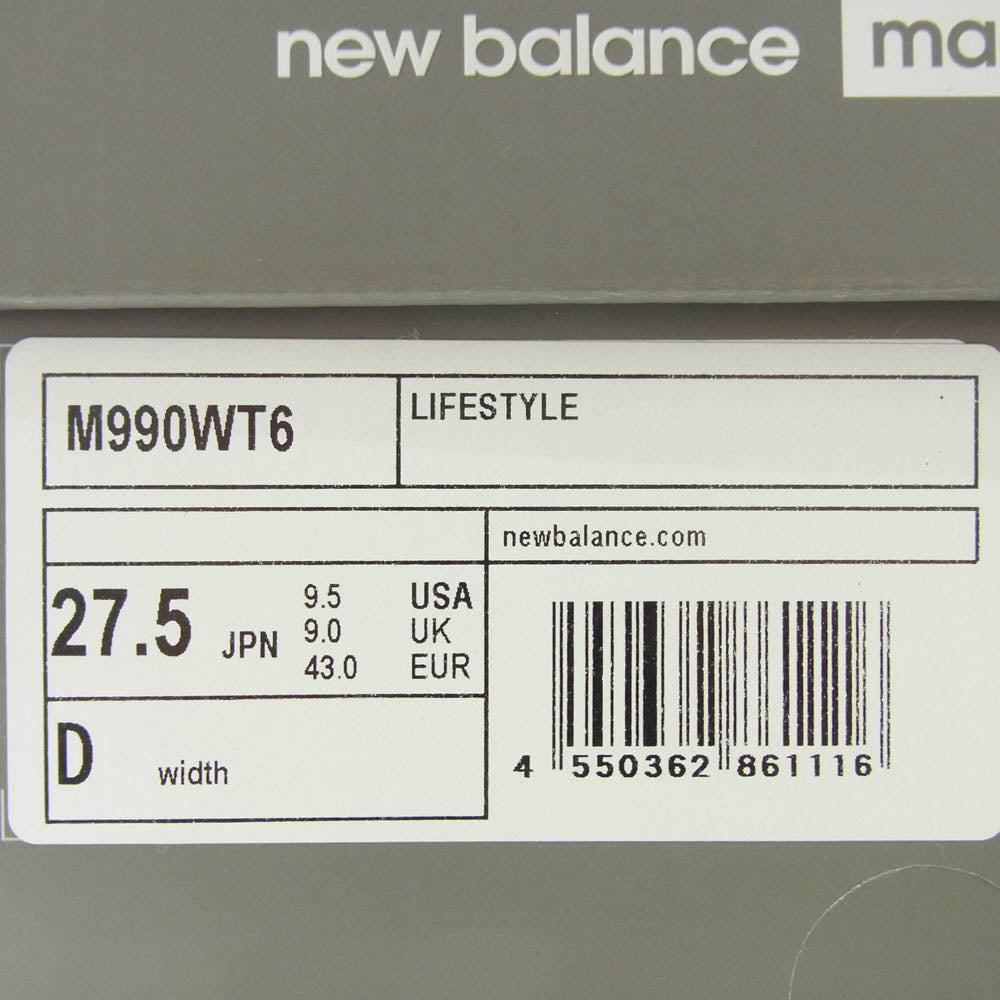 new balance ma
M990WT6
LIFESTYLE
newbalance.com
27.5 JPN
9.5 USA
9.0 UK
43.0 EUR
D width
4 550362 861116